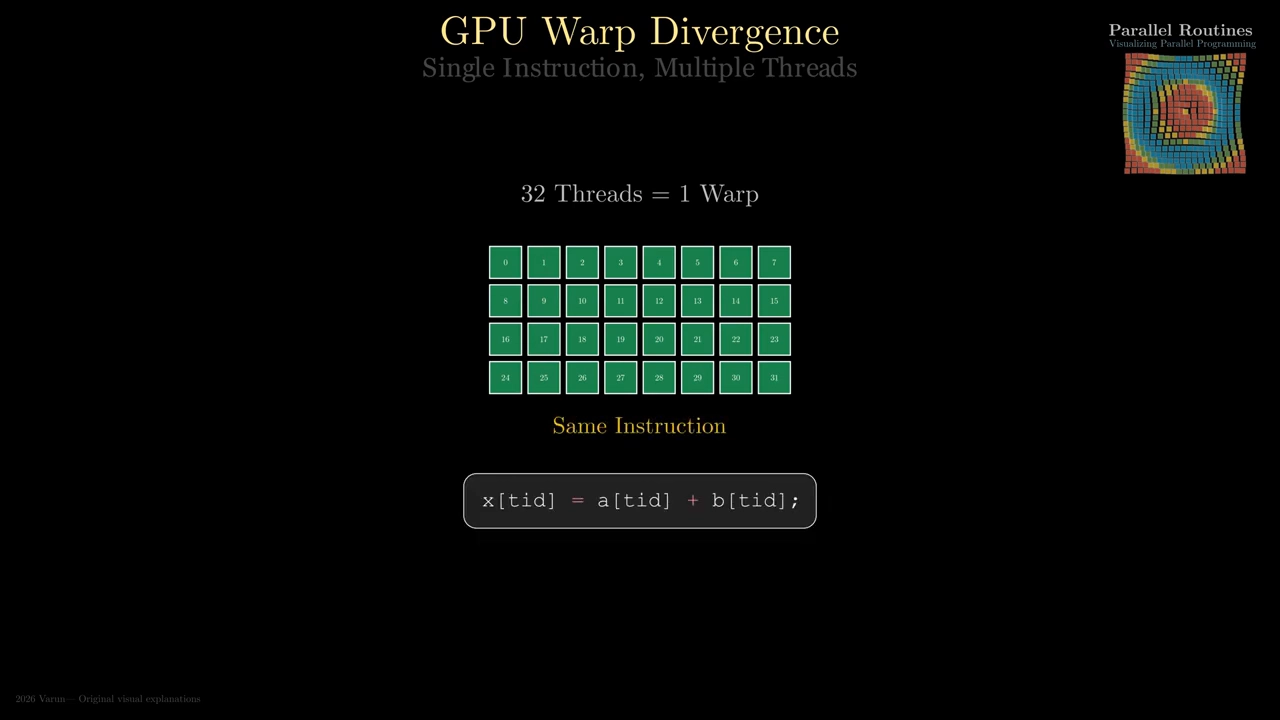 GPU Warp Divergence
Single Instruction, Multiple Threads
Parallel Routines
Visualizing Parallel Programming
32 Threads = 1 Warp
0 1 2 3 4 5 6 7
8 9 10 11 12 13 14 15
16 17 18 19 20 21 22 23
24 25 26 27 28 29 30 31
Same Instruction
x[tid] = a[tid] + b[tid];
2026 Varun— Original visual explanations